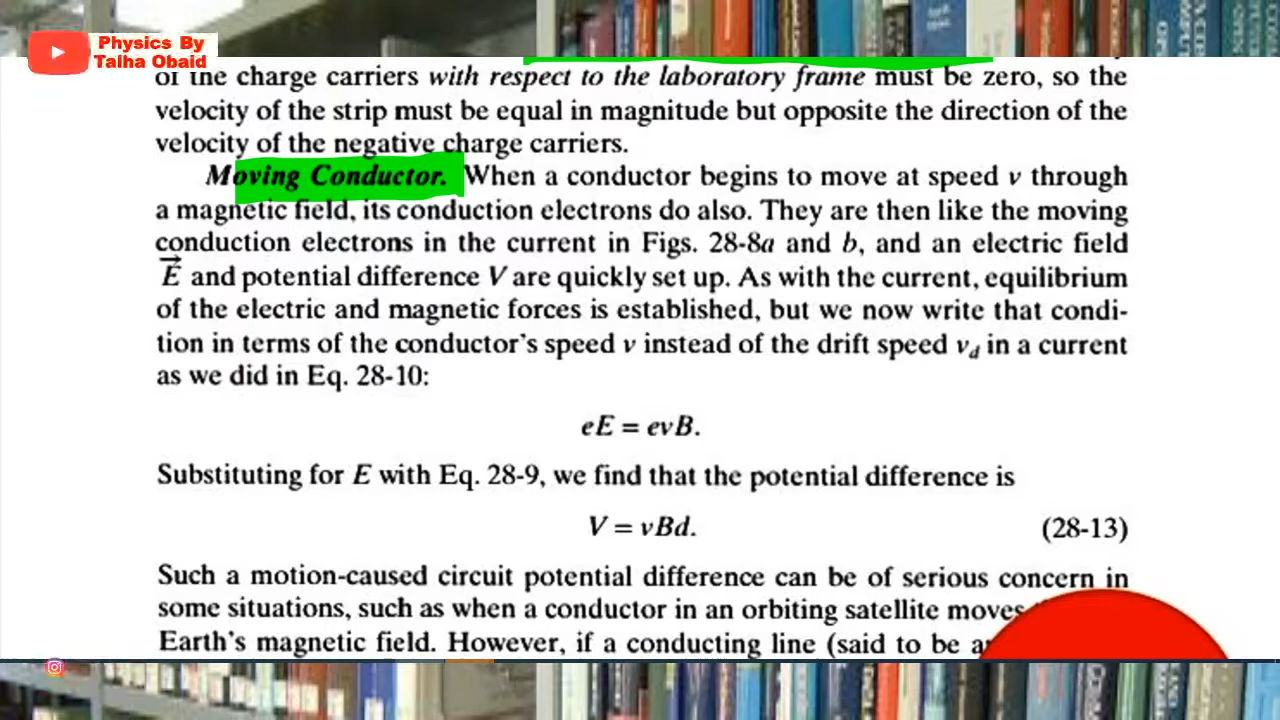 Physics By
Talha Obaid
of the charge carriers with respect to the laboratory frame must be zero, so the
velocity of the strip must be equal in magnitude but opposite the direction of the
velocity of the negative charge carriers.
Moving Conductor. When a conductor begins to move at speed v through
a magnetic field, its conduction electrons do also. They are then like the moving
conduction electrons in the current in Figs. 28-8a and b, and an electric field
E⃗ and potential difference V are quickly set up. As with the current, equilibrium
of the electric and magnetic forces is established, but we now write that condi-
tion in terms of the conductor's speed v instead of the drift speed v_d in a current
as we did in Eq. 28-10:
eE = evB.
Substituting for E with Eq. 28-9, we find that the potential difference is
V = vBd. (28-13)
Such a motion-caused circuit potential difference can be of serious concern in
some situations, such as when a conductor in an orbiting satellite moves
Earth's magnetic field. However, if a conducting line (said to be